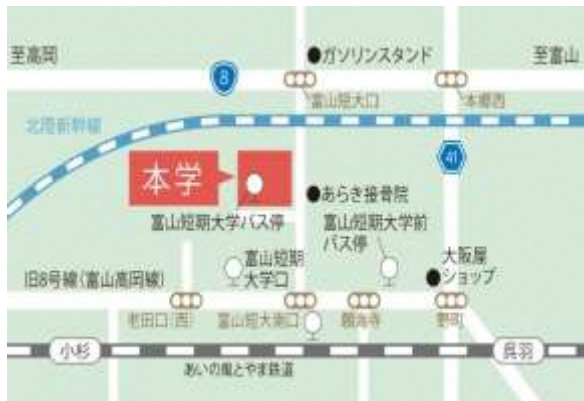 至高岡
ガソリンスタンド
至富山
8
富山短大口
本郷西
北陸新幹線
41
本学
あらき接骨院
富山短期大学バス停
富山短期大学前
バス停
富山短期
大学口
大阪屋
ショップ
旧8号線(富山高岡線)
老田口(西)
富山短大南口
願海寺
野町
小杉
呉羽
あいの風とやま鉄道